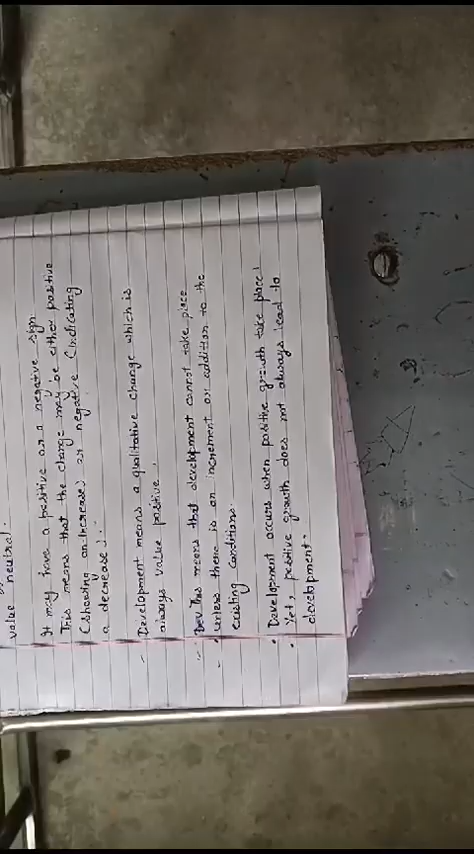 value neutral.
It may have a positive or a negative sign
This means that the change may be either positive
(showing an increase) or negative (indicating
a decrease).
- Development means a qualitative change which is
always value positive.
- This means that development cannot take place
unless there is an increment or addition to the
existing conditions.
• Development occurs when positive growth take place!
• Yet, positive growth does not always lead to
development.